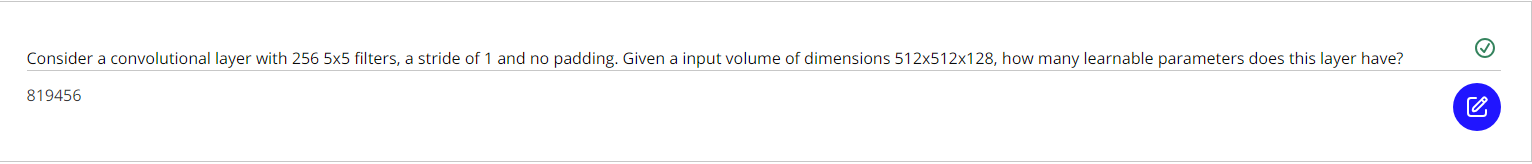 Consider a convolutional layer with 256 5x5 filters, a stride of 1 and no padding. Given a input volume of dimensions 512x512x128, how many learnable parameters does this layer have?
819456